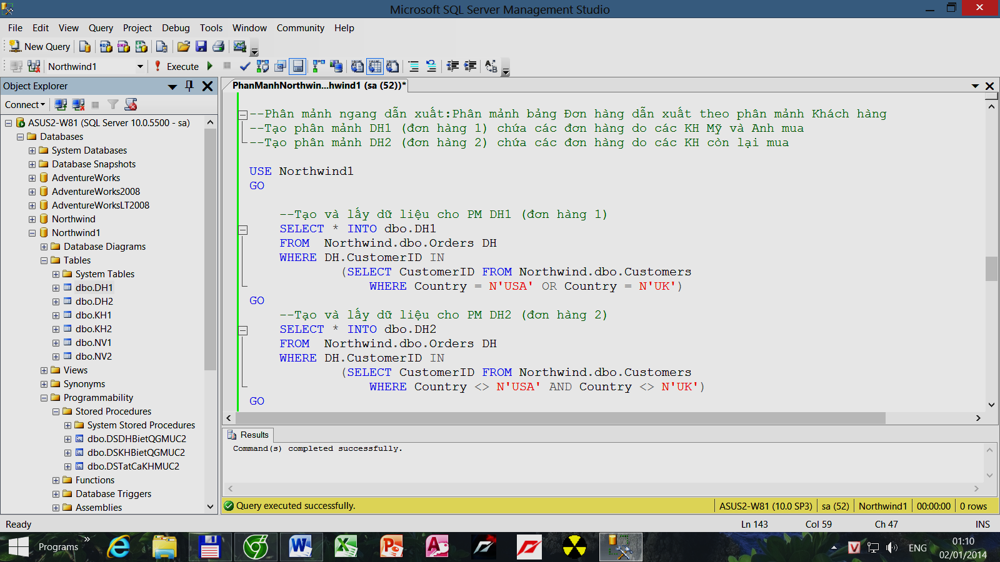 Microsoft SQL Server Management Studio
File Edit View Query Project Debug Tools Window Community Help
New Query
Northwind1 Execute
Object Explorer
Connect
ASUS2-W81 (SQL Server 10.0.5500 - sa)
Databases
System Databases
Database Snapshots
AdventureWorks
AdventureWorks2008
AdventureWorksLT2008
Northwind
Northwind1
Database Diagrams
Tables
System Tables
dbo.DH1
dbo.DH2
dbo.KH1
dbo.KH2
dbo.NV1
dbo.NV2
Views
Synonyms
Programmability
Stored Procedures
System Stored Procedures
dbo.DSDHBietQGMUC2
dbo.DSKHBietQGMUC2
dbo.DSTatCaKHMUC2
Functions
Database Triggers
Assemblies
PhanManhNorthwin...hwind1 (sa (52))*
--Phân mảnh ngang dẫn xuất:Phân mảnh bảng Đơn hàng dẫn xuất theo phân mảnh Khách hàng
--Tạo phân mảnh DH1 (đơn hàng 1) chứa các đơn hàng do các KH Mỹ và Anh mua
--Tạo phân mảnh DH2 (đơn hàng 2) chứa các đơn hàng do các KH còn lại mua
USE Northwind1
GO
--Tạo và lấy dữ liệu cho PM DH1 (đơn hàng 1)
SELECT * INTO dbo.DH1
FROM Northwind.dbo.Orders DH
WHERE DH.CustomerID IN
(SELECT CustomerID FROM Northwind.dbo.Customers
WHERE Country = N'USA' OR Country = N'UK')
GO
--Tạo và lấy dữ liệu cho PM DH2 (đơn hàng 2)
SELECT * INTO dbo.DH2
FROM Northwind.dbo.Orders DH
WHERE DH.CustomerID IN
(SELECT CustomerID FROM Northwind.dbo.Customers
WHERE Country <> N'USA' AND Country <> N'UK')
GO
Results
Command(s) completed successfully.
Query executed successfully. ASUS2-W81 (10.0 SP3) sa (52) Northwind1 00:00:00 0 rows
Ready Ln 143 Col 59 Ch 47 INS
Programs ENG 01:10
02/01/2014